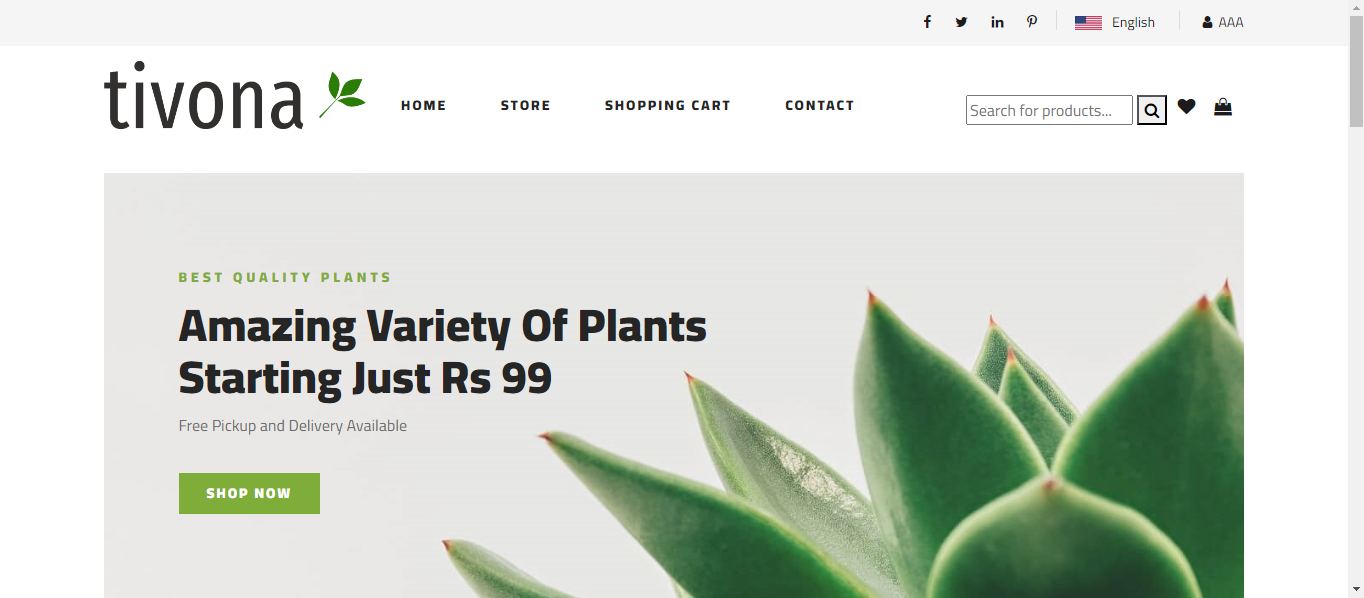 English
AAA
tivona
HOME
STORE
SHOPPING CART
CONTACT
Search for products...
BEST QUALITY PLANTS
Amazing Variety Of Plants
Starting Just Rs 99
Free Pickup and Delivery Available
SHOP NOW